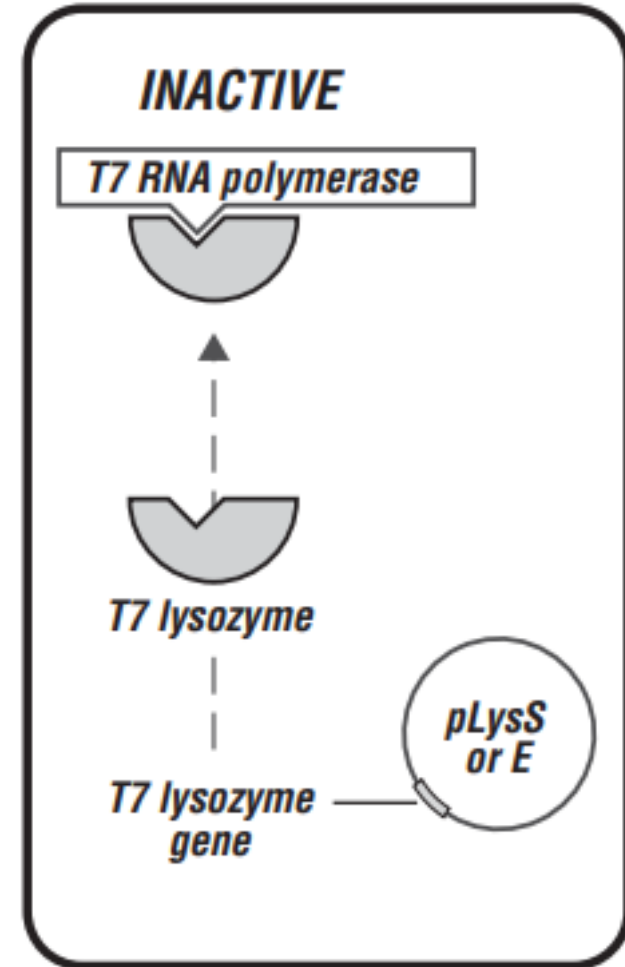 INACTIVE
T7 RNA polymerase
T7 lysozyme
pLysS
or E
T7 lysozyme
gene